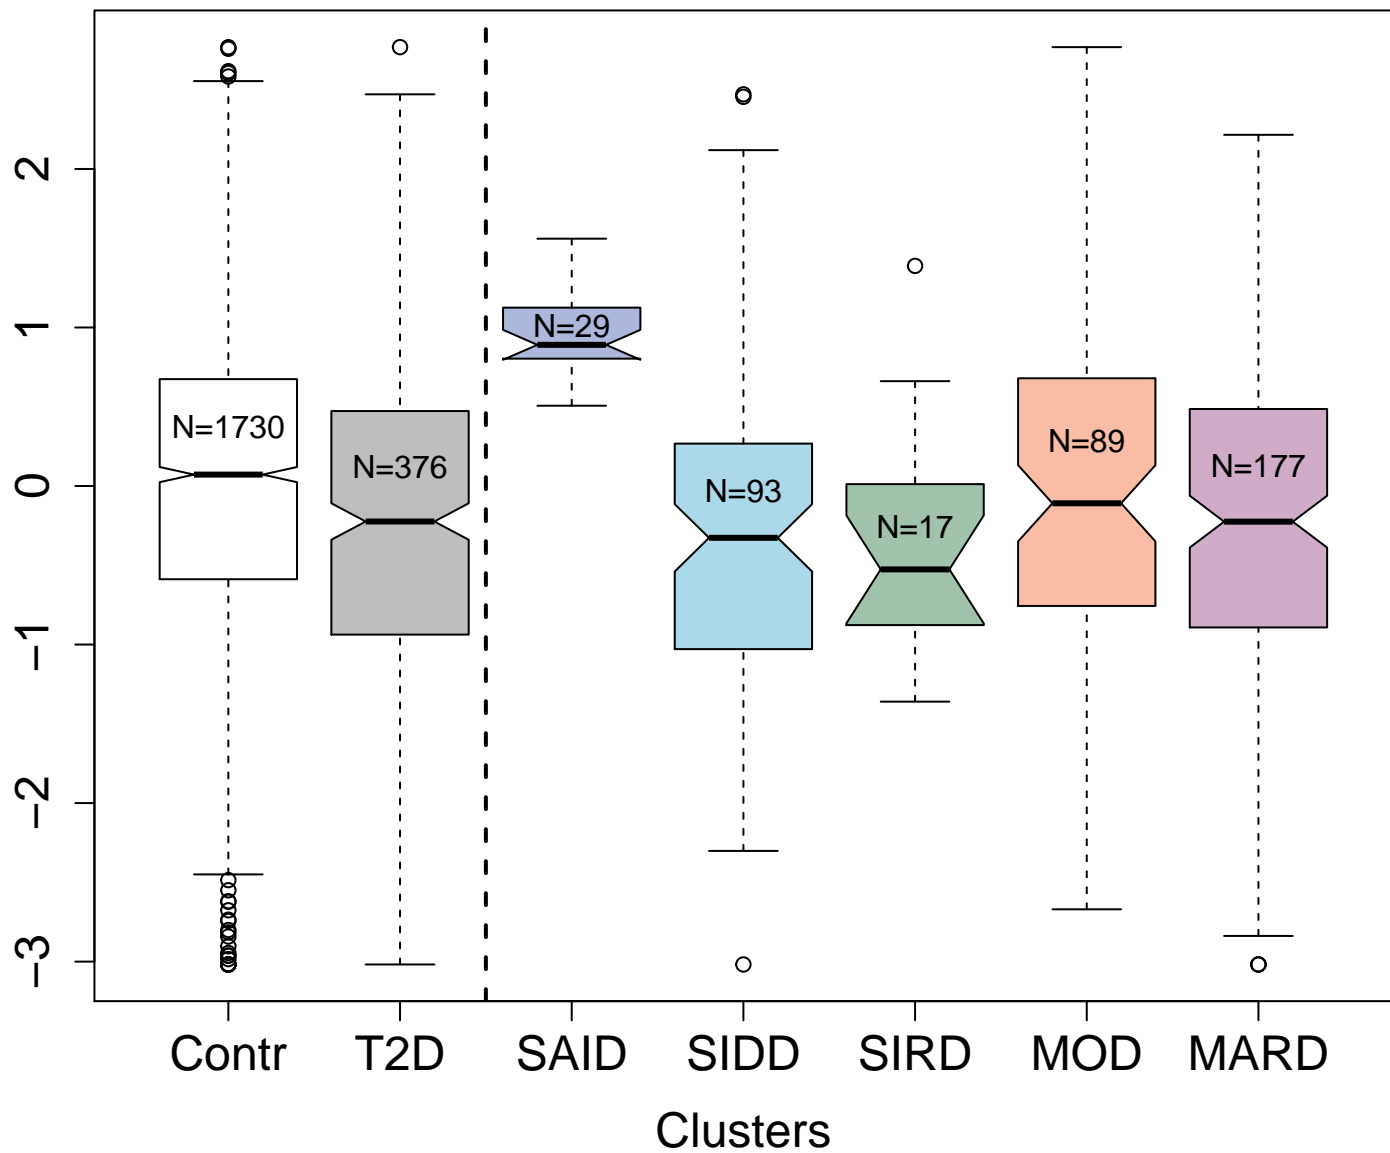 2
1
0
−1
−2
−3
N=1730
N=376
N=29
N=93
N=17
N=89
N=177
Contr T2D SAID SIDD SIRD MOD MARD
Clusters